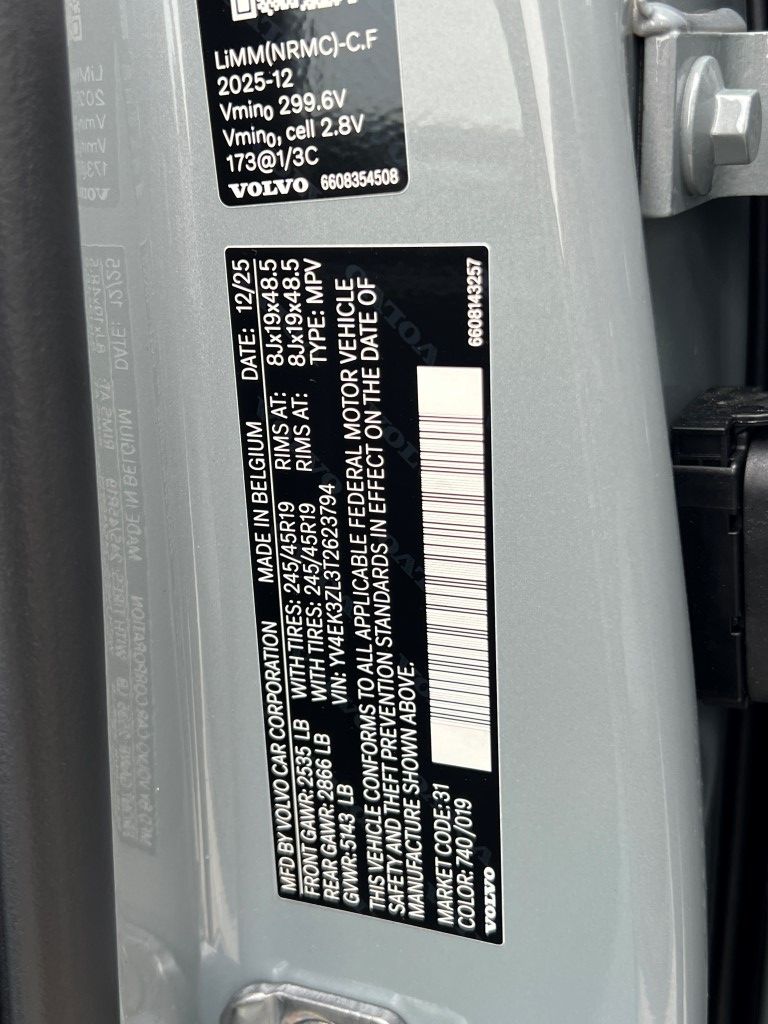 LiMM(NRMC)-C.F
2025-12
Vmin0 299.6V
Vmin0, cell 2.8V
173@1/3C
VOLVO 6608354508
MFD BY VOLVO CAR CORPORATION MADE IN BELGIUM DATE: 12/25
FRONT GAWR: 2535 LB WITH TIRES: 245/45R19 RIMS AT: 8Jx19x48.5
REAR GAWR: 2866 LB WITH TIRES: 245/45R19 RIMS AT: 8Jx19x48.5
GVWR: 5143 LB VIN: YV4EK3ZL3T2623794 TYPE: MPV
THIS VEHICLE CONFORMS TO ALL APPLICABLE FEDERAL MOTOR VEHICLE
SAFETY AND THEFT PREVENTION STANDARDS IN EFFECT ON THE DATE OF
MANUFACTURE SHOWN ABOVE.
MARKET CODE: 31
COLOR: 740/019
VOLVO 6608143257